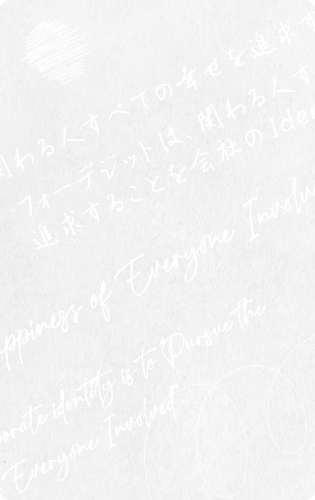 関わる人すべての幸せを追求す
フォーデジットは、関わる人す
追求することを会社のIden
appiness of Everyone Involve
orate identity is to "Pursue the
Everyone Involved".